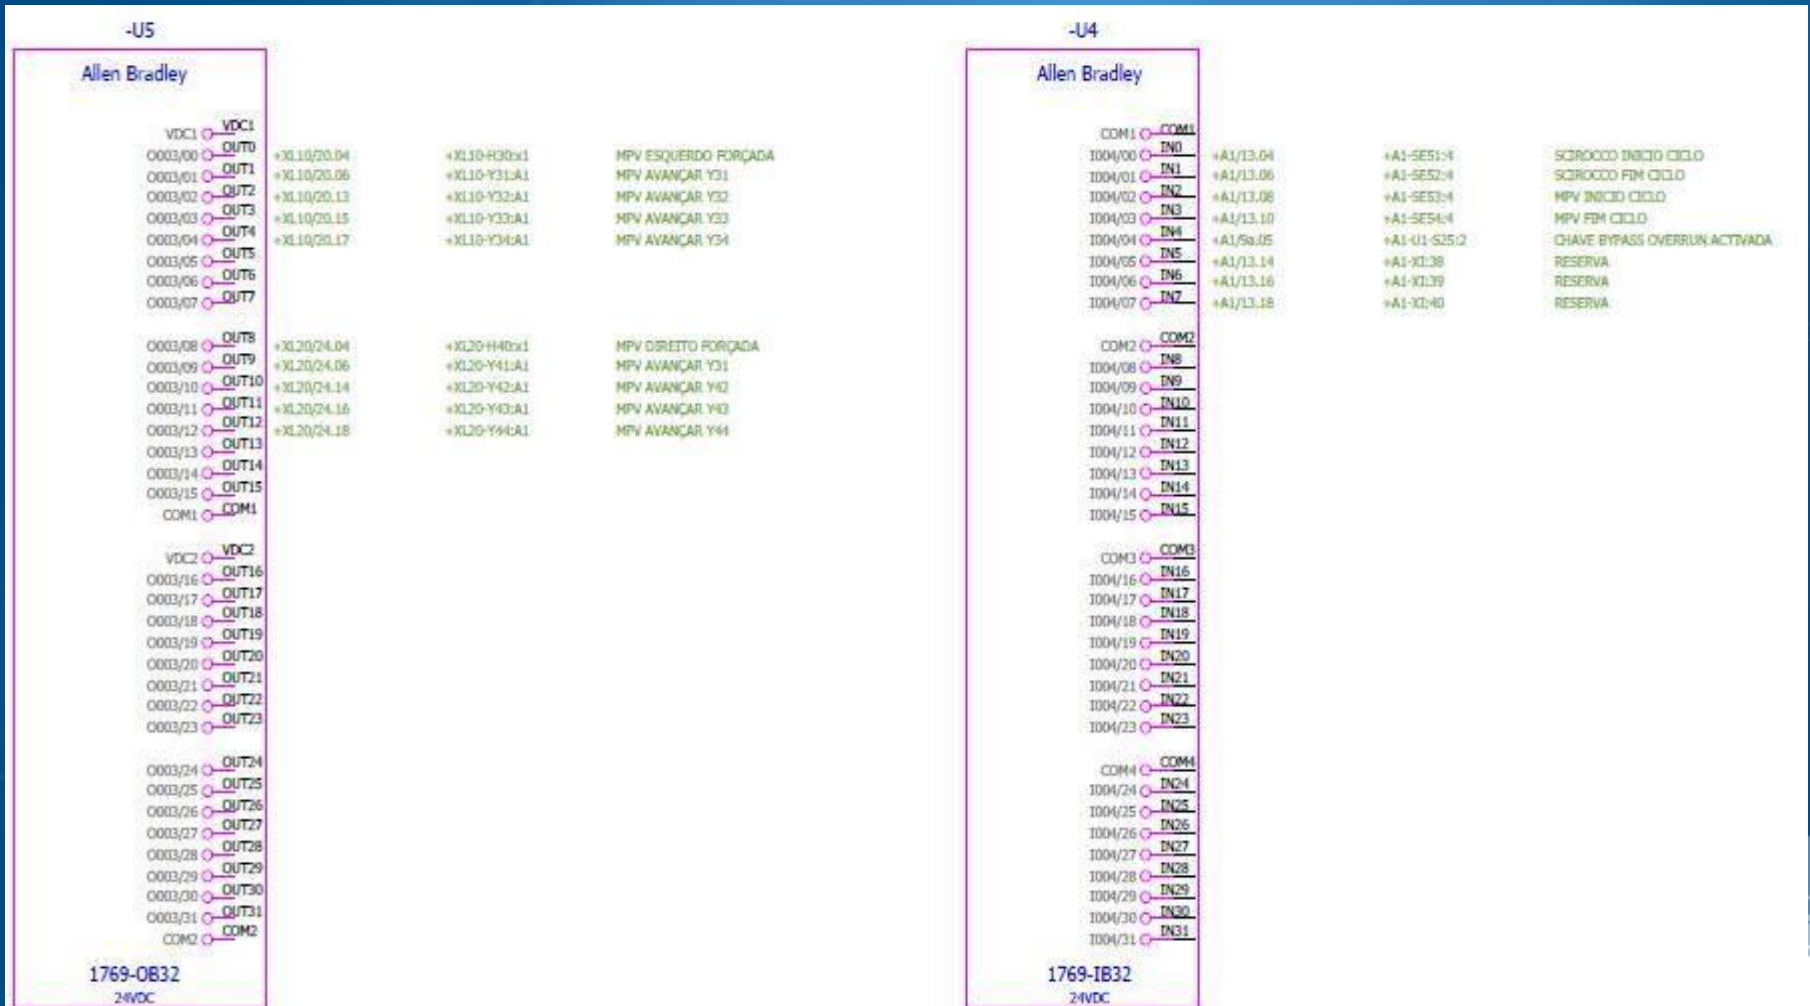 -U5
Allen Bradley
VDC1 VDC1
O003/00 OUT0 +XL10/20.04 +XL10-H30:x1 MPV ESQUERDO FORÇADA
O003/01 OUT1 +XL10/20.06 +XL10-Y31:A1 MPV AVANÇAR Y31
O003/02 OUT2 +XL10/20.13 +XL10-Y32:A1 MPV AVANÇAR Y32
O003/03 OUT3 +XL10/20.15 +XL10-Y33:A1 MPV AVANÇAR Y33
O003/04 OUT4 +XL10/20.17 +XL10-Y34:A1 MPV AVANÇAR Y34
O003/05 OUT5
O003/06 OUT6
O003/07 OUT7
O003/08 OUT8 +XL20/24.04 +XL20-H40:x1 MPV DIREITO FORÇADA
O003/09 OUT9 +XL20/24.06 +XL20-Y41:A1 MPV AVANÇAR Y31
O003/10 OUT10 +XL20/24.14 +XL20-Y42:A1 MPV AVANÇAR Y42
O003/11 OUT11 +XL20/24.16 +XL20-Y43:A1 MPV AVANÇAR Y43
O003/12 OUT12 +XL20/24.18 +XL20-Y44:A1 MPV AVANÇAR Y44
O003/13 OUT13
O003/14 OUT14
O003/15 OUT15
COM1 COM1
VDC2 VDC2
O003/16 OUT16
O003/17 OUT17
O003/18 OUT18
O003/19 OUT19
O003/20 OUT20
O003/21 OUT21
O003/22 OUT22
O003/23 OUT23
O003/24 OUT24
O003/25 OUT25
O003/26 OUT26
O003/27 OUT27
O003/28 OUT28
O003/29 OUT29
O003/30 OUT30
O003/31 OUT31
COM2 COM2
1769-OB32
24VDC
-U4
Allen Bradley
COM1 COM1
I004/00 IN0 +A1/13.04 +A1-SE51:4 SCIROCCO INICIO CICLO
I004/01 IN1 +A1/13.06 +A1-SE52:4 SCIROCCO FIM CICLO
I004/02 IN2 +A1/13.08 +A1-SE53:4 MPV INICIO CICLO
I004/03 IN3 +A1/13.10 +A1-SE54:4 MPV FIM CICLO
I004/04 IN4 +A1/9a.05 +A1-U1-S25:2 CHAVE BYPASS OVERRUN ACTIVADA
I004/05 IN5 +A1/13.14 +A1-XI:38 RESERVA
I004/06 IN6 +A1/13.16 +A1-XI:39 RESERVA
I004/07 IN7 +A1/13.18 +A1-XI:40 RESERVA
COM2 COM2
I004/08 IN8
I004/09 IN9
I004/10 IN10
I004/11 IN11
I004/12 IN12
I004/13 IN13
I004/14 IN14
I004/15 IN15
COM3 COM3
I004/16 IN16
I004/17 IN17
I004/18 IN18
I004/19 IN19
I004/20 IN20
I004/21 IN21
I004/22 IN22
I004/23 IN23
COM4 COM4
I004/24 IN24
I004/25 IN25
I004/26 IN26
I004/27 IN27
I004/28 IN28
I004/29 IN29
I004/30 IN30
I004/31 IN31
1769-IB32
24VDC